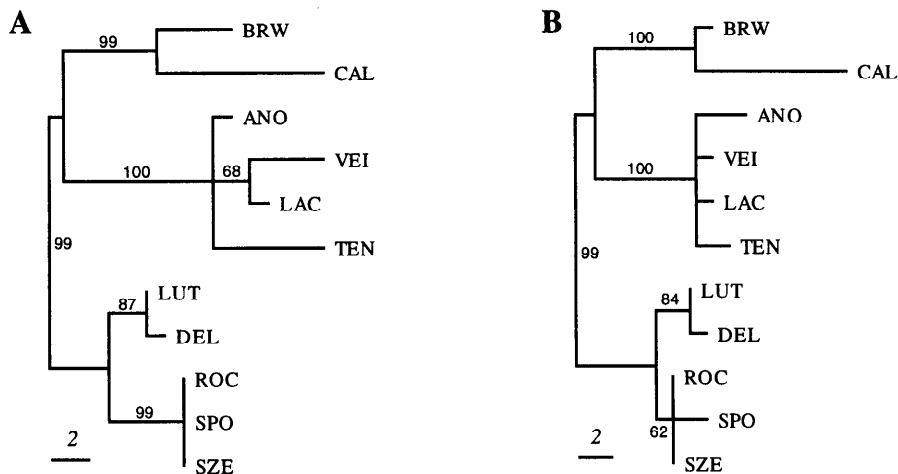 A
99
BRW
CAL
ANO
68
VEI
100
LAC
TEN
99
87
LUT
DEL
ROC
99
SPO
2
SZE
B
100
BRW
CAL
ANO
VEI
100
LAC
TEN
99
84
LUT
DEL
ROC
SPO
62
2
SZE